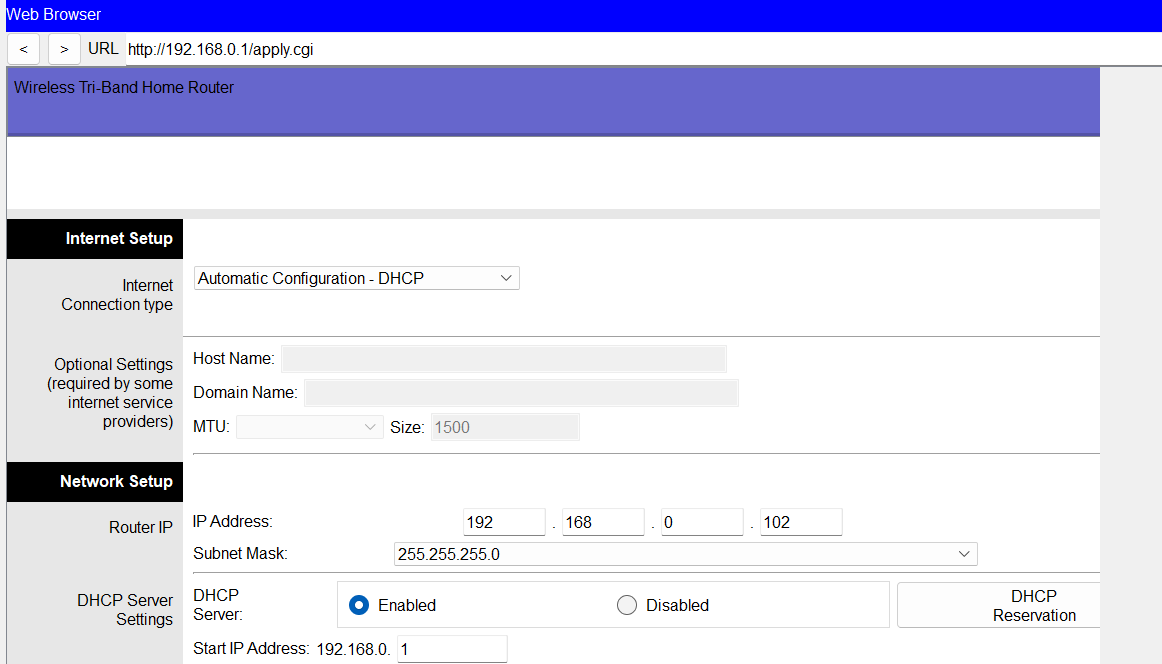 Web Browser
< > URL http://192.168.0.1/apply.cgi
Wireless Tri-Band Home Router
Internet Setup
Internet
Connection type
Automatic Configuration - DHCP
Optional Settings
(required by some
internet service
providers)
Host Name:
Domain Name:
MTU: Size: 1500
Network Setup
Router IP
IP Address: 192 . 168 . 0 . 102
Subnet Mask: 255.255.255.0
DHCP Server
Settings
DHCP
Server:
Enabled Disabled
DHCP
Reservation
Start IP Address: 192.168.0. 1